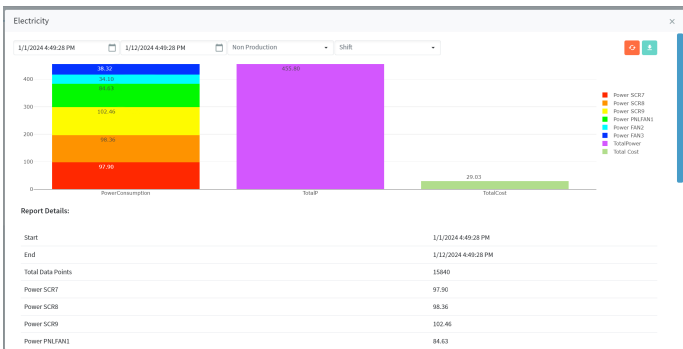 Electricity
×
1/1/2024 4:49:28 PM 1/12/2024 4:49:28 PM Non Production Shift
38.32
34.10
84.63
102.46
98.36
97.90
29.03
400
300
200
100
0
PowerConsumption TotalP TotalCost
Power SCR7
Power SCR8
Power SCR9
Power PNLFAN1
Power FAN2
Power FAN3
TotalPower
Total Cost
Report Details:
Start 1/1/2024 4:49:28 PM
End 1/12/2024 4:49:28 PM
Total Data Points 15840
Power SCR7 97.90
Power SCR8 98.36
Power SCR9 102.46
Power PNLFAN1 84.63